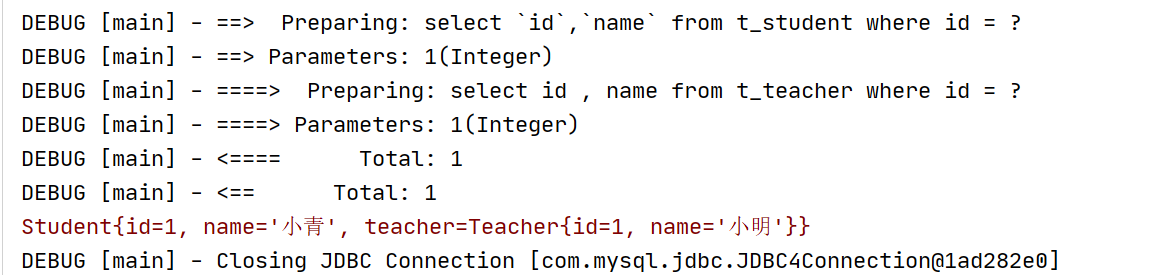 DEBUG [main] - ==>  Preparing: select `id`,`name` from t_student where id = ?
DEBUG [main] - ==> Parameters: 1(Integer)
DEBUG [main] - ====>  Preparing: select id , name from t_teacher where id = ?
DEBUG [main] - ====> Parameters: 1(Integer)
DEBUG [main] - <====      Total: 1
DEBUG [main] - <==      Total: 1
Student{id=1, name='小青', teacher=Teacher{id=1, name='小明'}}
DEBUG [main] - Closing JDBC Connection [com.mysql.jdbc.JDBC4Connection@1ad282e0]